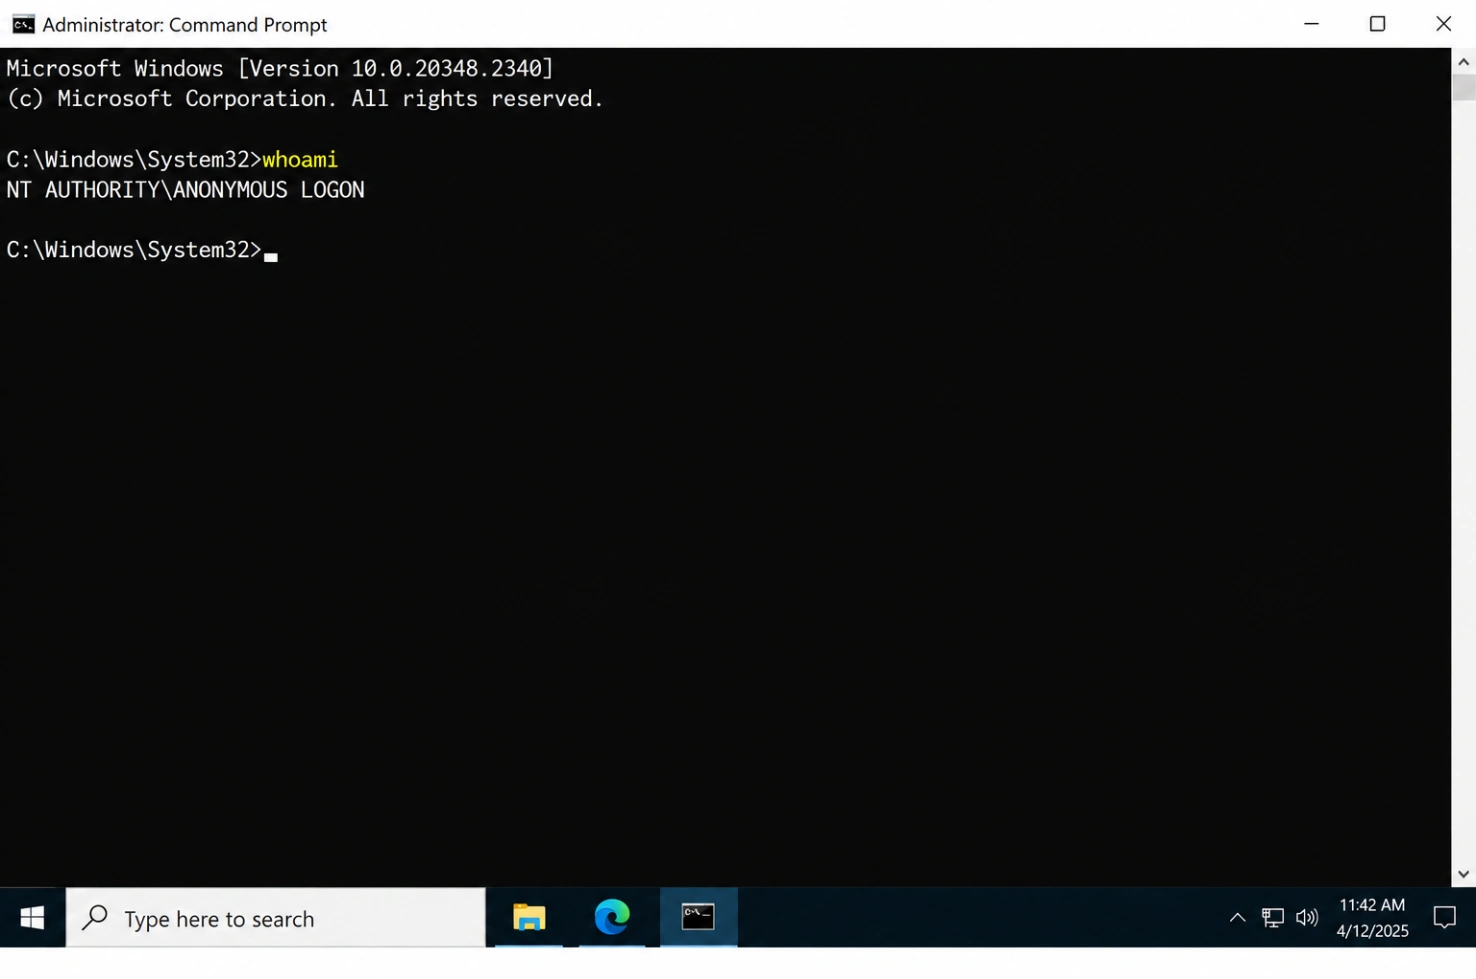 Administrator: Command Prompt
Microsoft Windows [Version 10.0.20348.2340]
(c) Microsoft Corporation. All rights reserved.
C:\Windows\System32>whoami
NT AUTHORITY\ANONYMOUS LOGON
C:\Windows\System32>
Type here to search
11:42 AM
4/12/2025